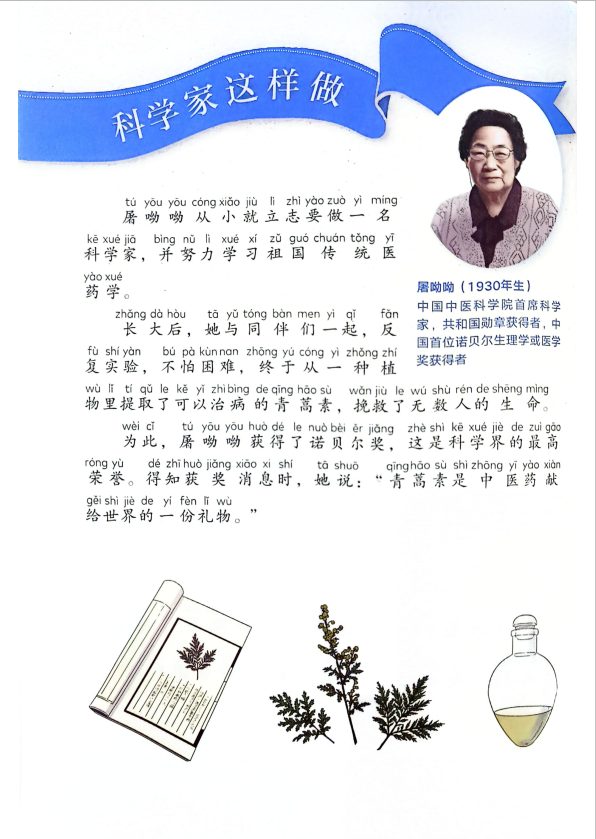 科学家这样做
tú yōu yōu cóng xiǎo jiù lì zhì yào zuò yì míng
屠呦呦从小就立志要做一名
kē xué jiā bìng nǔ lì xué xí zǔ guó chuán tǒng yī
科学家，并努力学习祖国传统医
yào xué
药学。
zhǎng dà hòu tā yǔ tóng bàn men yì qǐ fǎn
长大后，她与同伴们一起，反
fù shí yàn bú pà kùn nan zhōng yú cóng yì zhǒng zhí
复实验，不怕困难，终于从一种植
wù lǐ tí qǔ le kě yǐ zhì bìng de qīng hāo sù wǎn jiù le wú shù rén de shēng mìng
物里提取了可以治病的青蒿素，挽救了无数人的生命。
wèi cǐ tú yōu yōu huò dé le nuò bèi ěr jiǎng zhè shì kē xué jiè de zuì gāo
为此，屠呦呦获得了诺贝尔奖，这是科学界的最高
róng yù dé zhī huò jiǎng xiāo xi shí tā shuō qīng hāo sù shì zhōng yī yào xiàn
荣誉。得知获奖消息时，她说：“青蒿素是中医药献
gěi shì jiè de yí fèn lǐ wù
给世界的一份礼物。”
屠呦呦（1930年生）
中国中医科学院首席科学
家，共和国勋章获得者，中
国首位诺贝尔生理学或医学
奖获得者